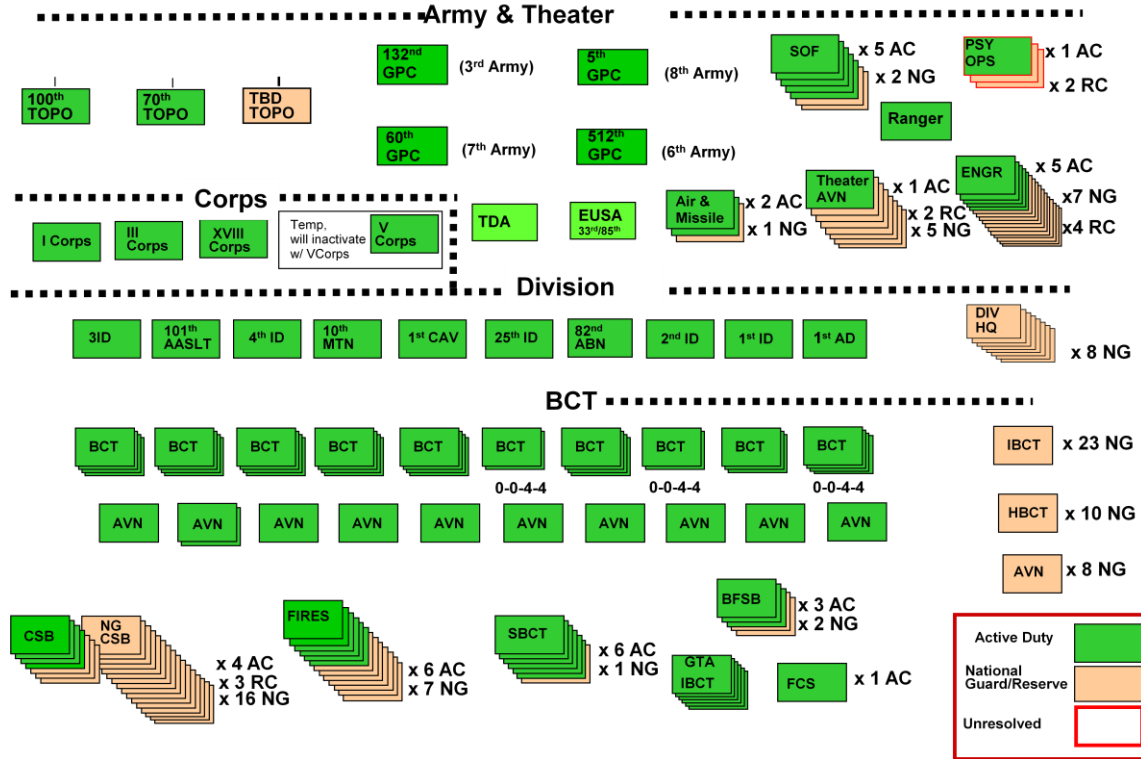 Army & Theater
100th TOPO
70th TOPO
TBD TOPO
132nd GPC
(3rd Army)
5th GPC
(8th Army)
60th GPC
(7th Army)
512th GPC
(6th Army)
SOF
x 5 AC
x 2 NG
PSY OPS
x 1 AC
x 2 RC
Ranger
Air & Missile
x 2 AC
x 1 NG
Theater AVN
x 1 AC
x 2 RC
x 5 NG
ENGR
x 5 AC
x7 NG
x4 RC
TDA
EUSA
33rd/85th
Corps
I Corps
III Corps
XVIII Corps
Temp,
will inactivate
w/ VCorps
V Corps
Division
3ID
101th AASLT
4th ID
10th MTN
1st CAV
25th ID
82nd ABN
2nd ID
1st ID
1st AD
DIV HQ
x 8 NG
BCT
BCT
BCT
BCT
BCT
BCT
BCT
BCT
BCT
BCT
BCT
0-0-4-4
0-0-4-4
0-0-4-4
IBCT
x 23 NG
AVN
AVN
AVN
AVN
AVN
AVN
AVN
AVN
AVN
AVN
HBCT
x 10 NG
AVN
x 8 NG
CSB
NG CSB
x 4 AC
x 3 RC
x 16 NG
FIRES
x 6 AC
x 7 NG
SBCT
x 6 AC
x 1 NG
BFSB
x 3 AC
x 2 NG
GTA IBCT
FCS
x 1 AC
Active Duty
National
Guard/Reserve
Unresolved